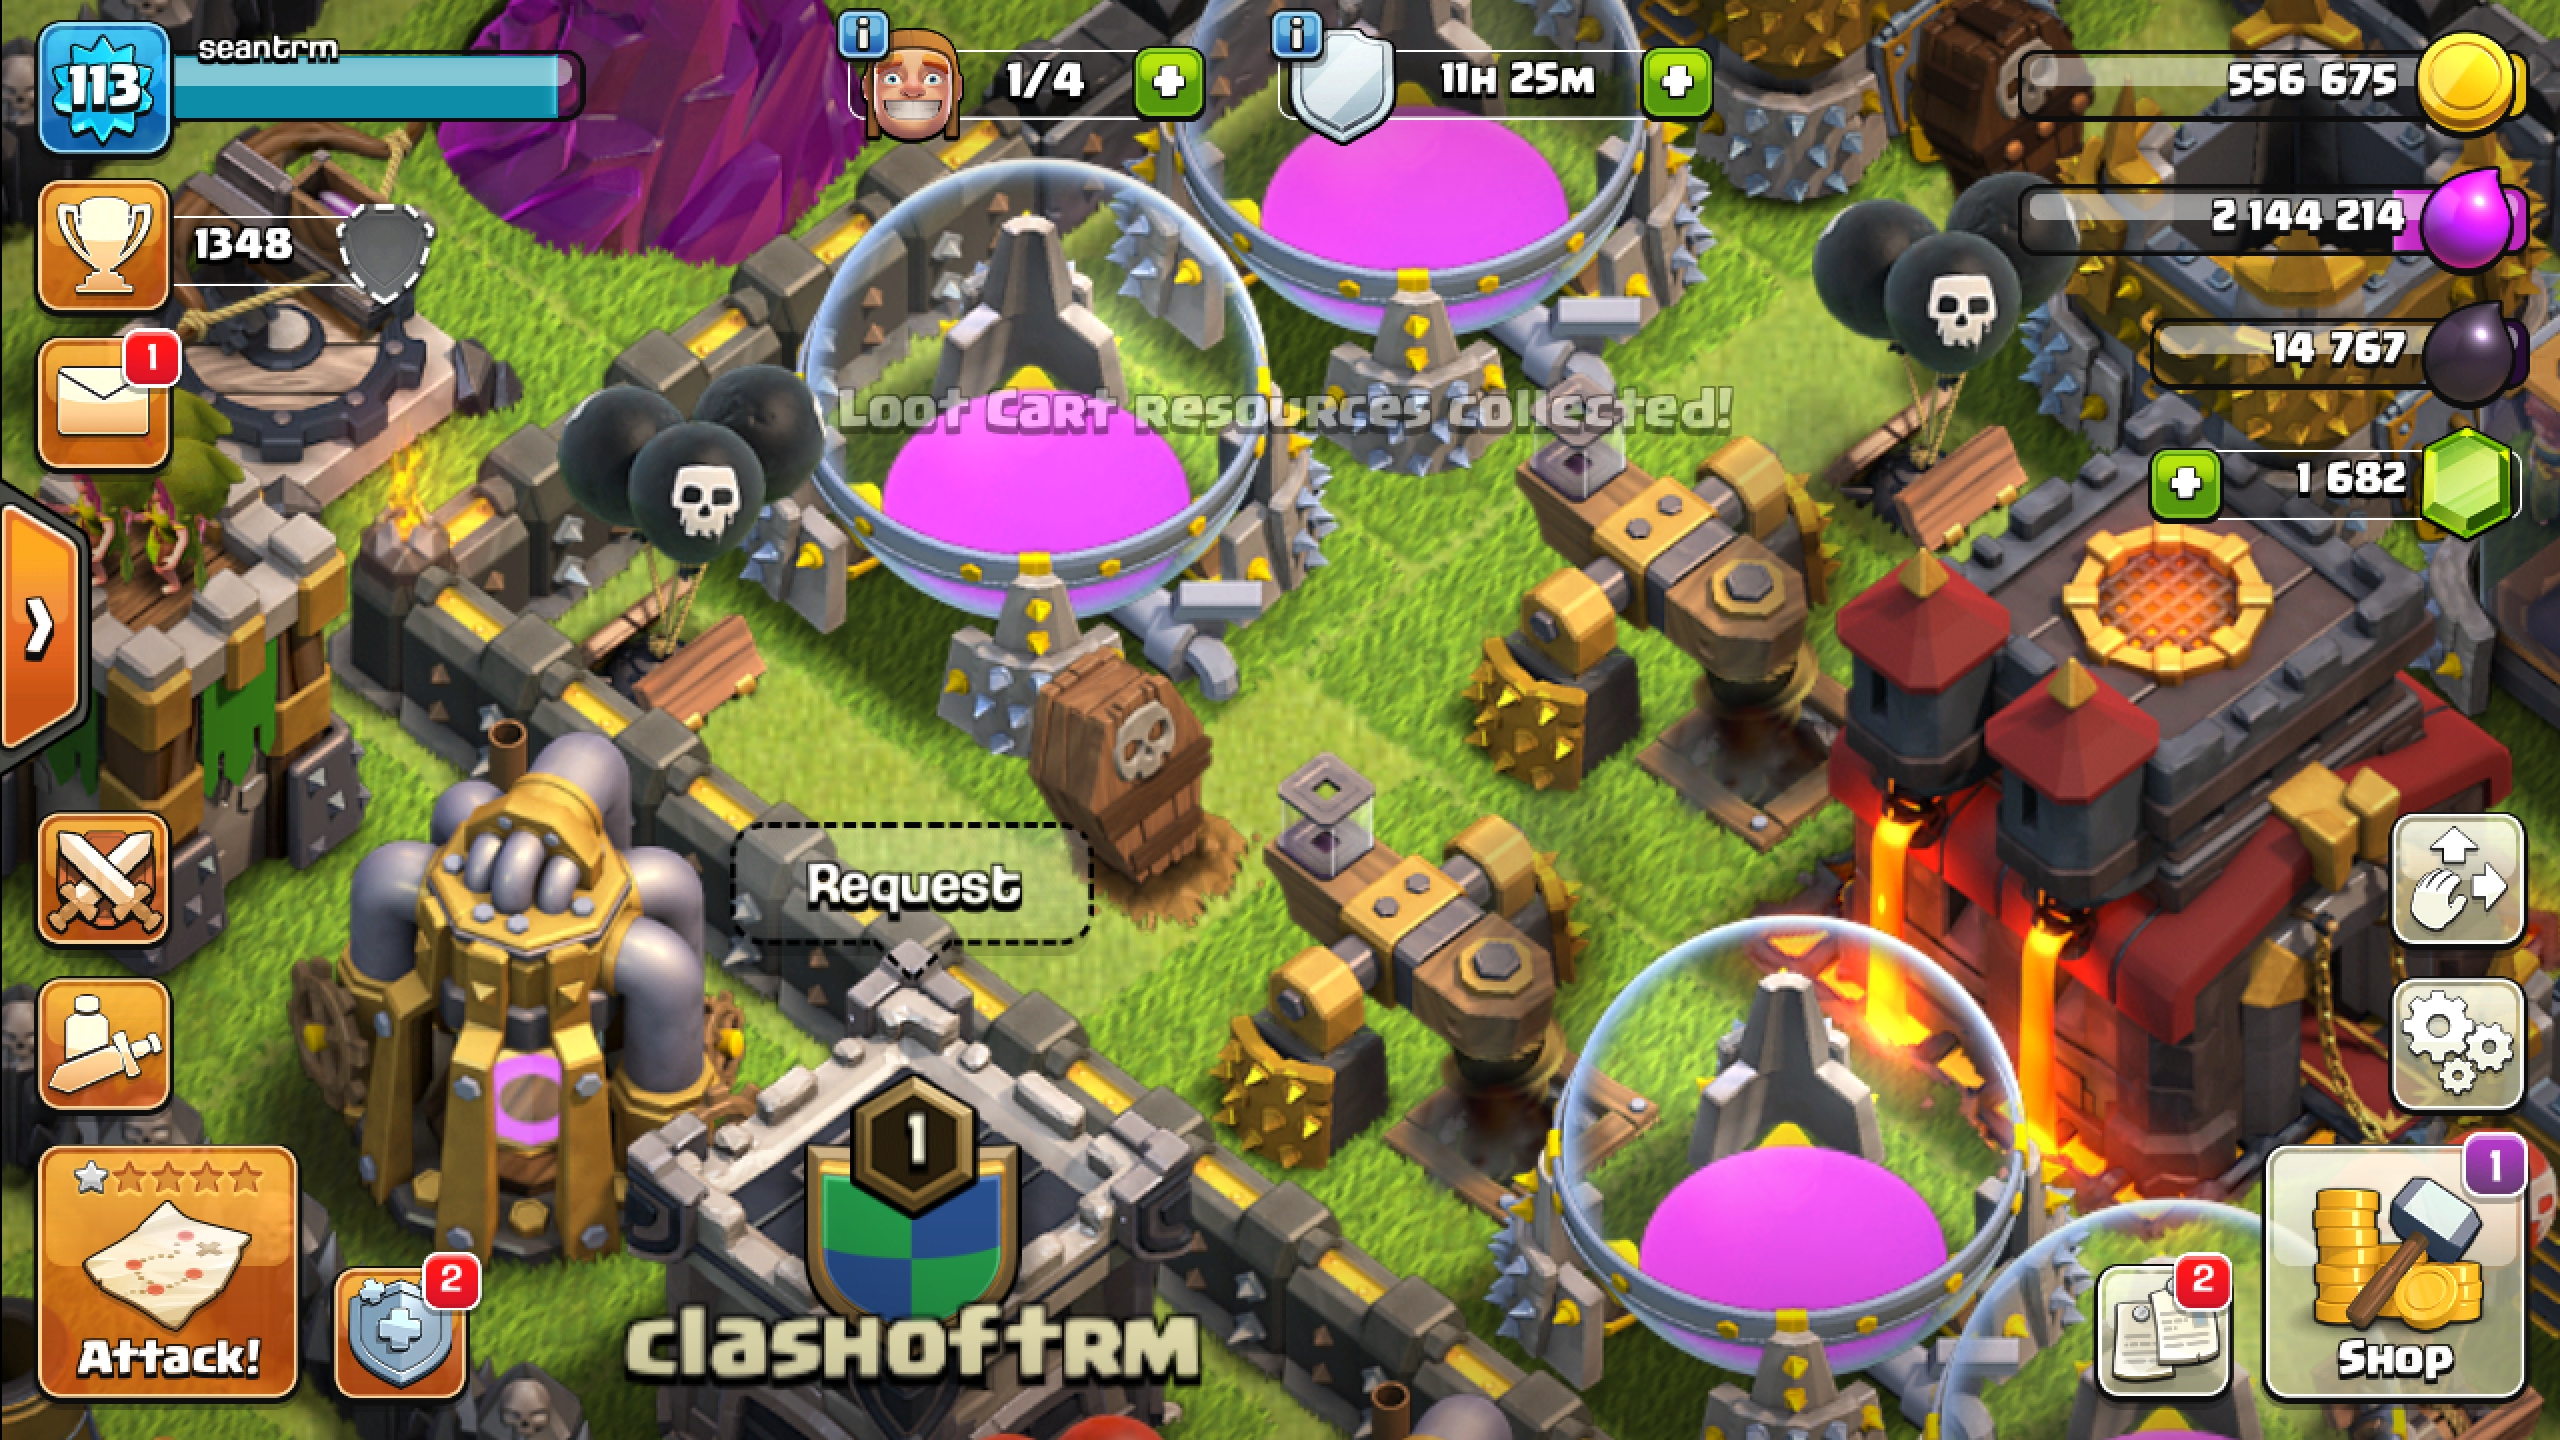 113
seantrm
1/4
11H 25M
556 675
1348
2 144 214
1
14 767
Loot Cart resources collected!
1 682
Request
1
1
2
2
Attack!
clashoftrm
Shop